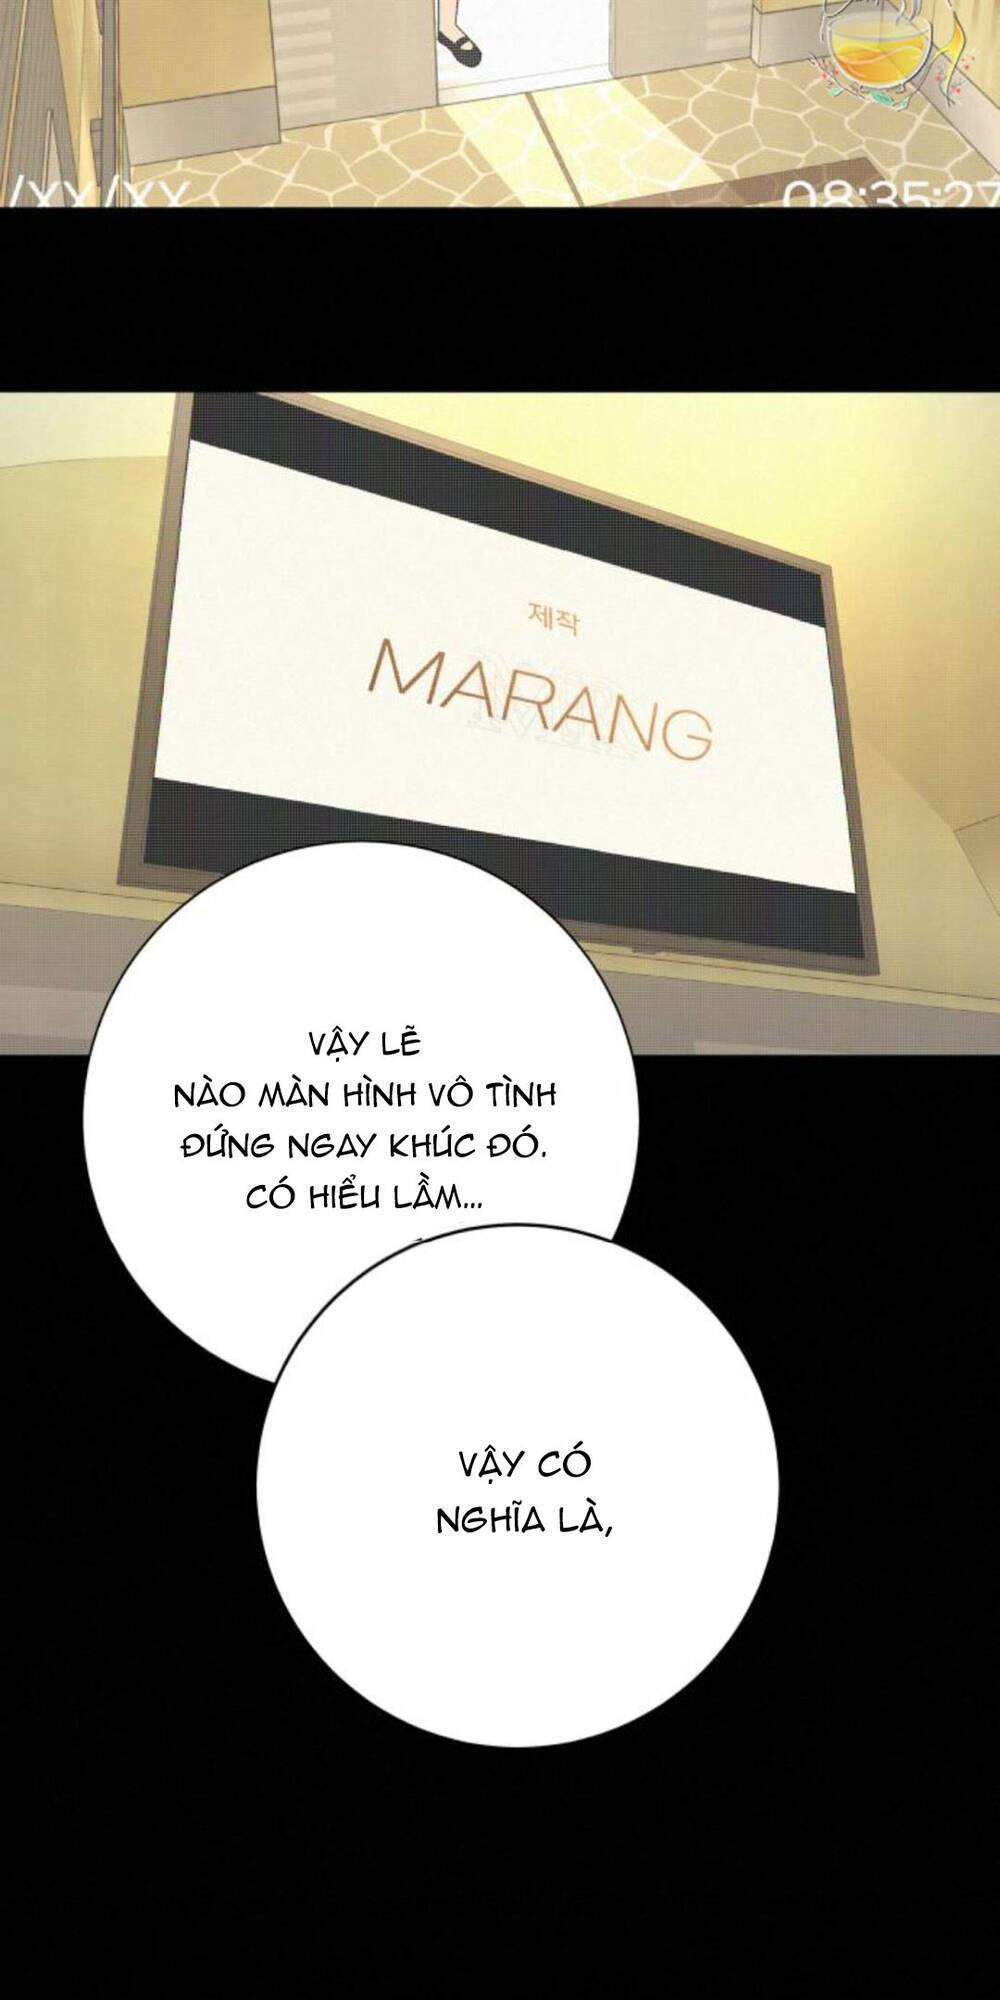 /XX/XX
08:35:27
제작
MARANG
VẬY LẼ
NÀO MÀN HÌNH VÔ TÌNH
ĐỨNG NGAY KHÚC ĐÓ.
CÓ HIỂU LẦM...
VẬY CÓ
NGHĨA LÀ,